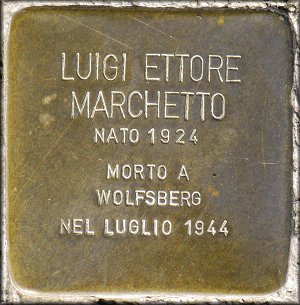 LUIGI ETTORE
MARCHETTO
NATO 1924
MORTO A
WOLFSBERG
NEL LUGLIO 1944